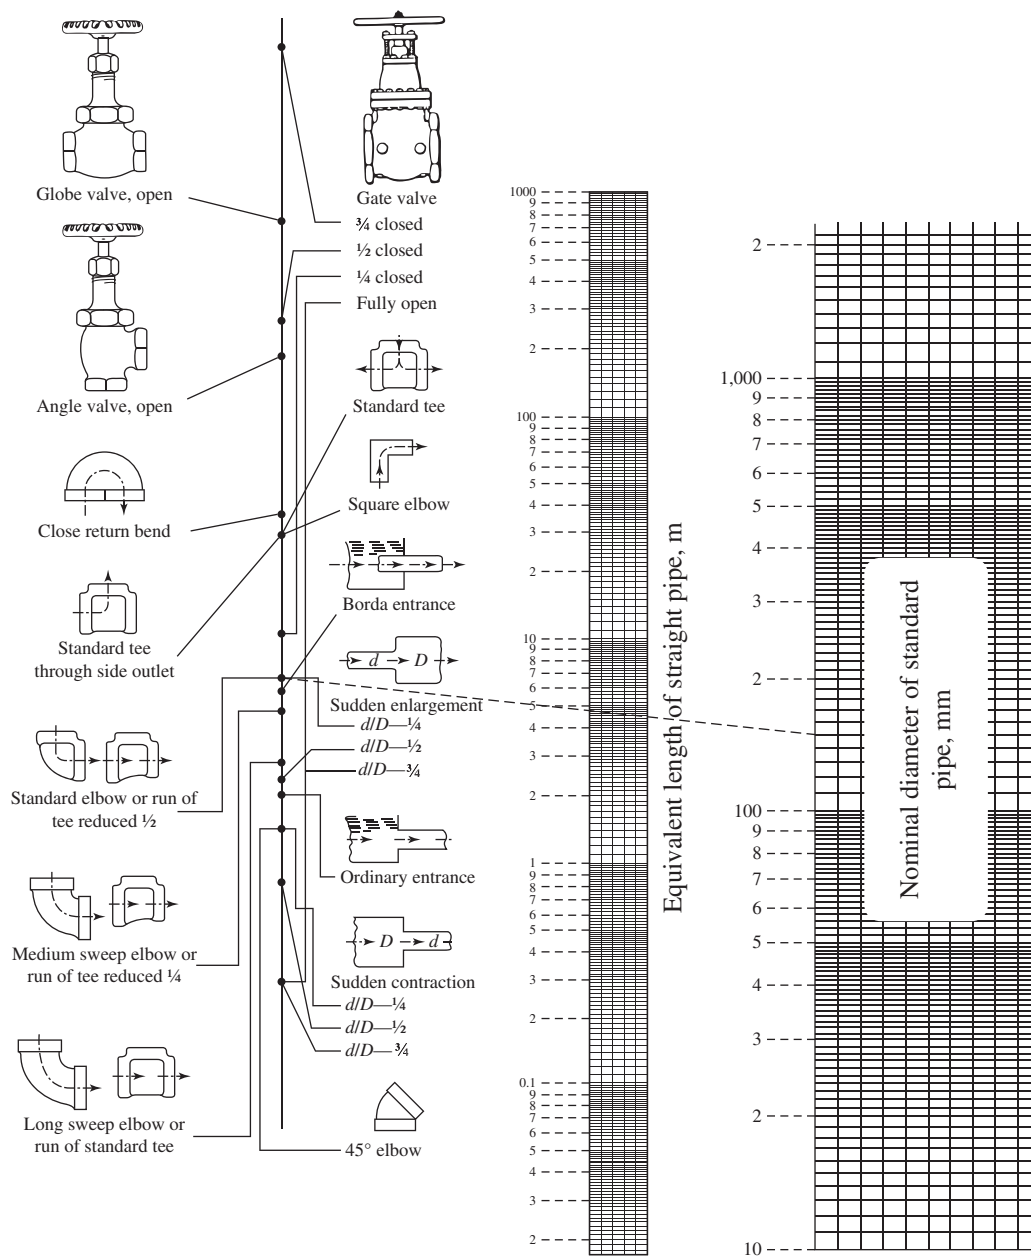 Globe valve, open
Angle valve, open
Close return bend
Standard tee
through side outlet
Standard elbow or run of
tee reduced ½
Medium sweep elbow or
run of tee reduced ¼
Long sweep elbow or
run of standard tee
Gate valve
¾ closed
½ closed
¼ closed
Fully open
Standard tee
Square elbow
Borda entrance
d D
Sudden enlargement
d/D—¼
d/D—½
d/D—¾
Ordinary entrance
D d
Sudden contraction
d/D—¼
d/D—½
d/D—¾
45° elbow
1000
9
8
7
6
5
4
3
2
100
9
8
7
6
5
4
3
2
10
9
8
7
6
5
4
3
2
1
9
8
7
6
5
4
3
2
0.1
9
8
7
6
5
4
3
2
Equivalent length of straight pipe, m
2
1,000
9
8
7
6
5
4
3
2
100
9
8
7
6
5
4
3
2
10
Nominal diameter of standard
pipe, mm